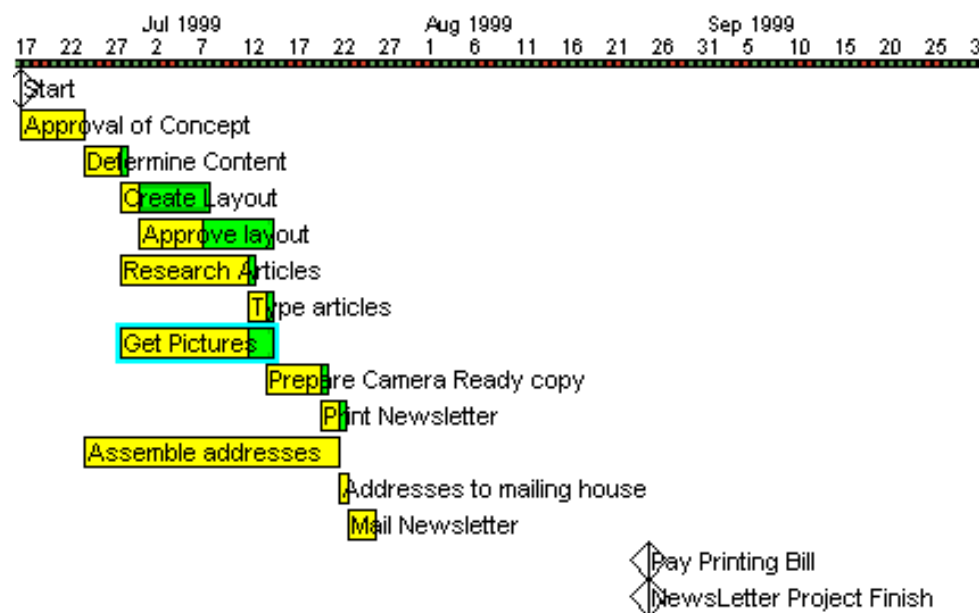 Jul 1999 Aug 1999 Sep 1999
17 22 27 2 7 12 17 22 27 1 6 11 16 21 26 31 5 10 15 20 25
Start
Approval of Concept
Determine Content
Create Layout
Approve layout
Research Articles
Type articles
Get Pictures
Prepare Camera Ready copy
Print Newsletter
Assemble addresses
Addresses to mailing house
Mail Newsletter
Pay Printing Bill
NewsLetter Project Finish